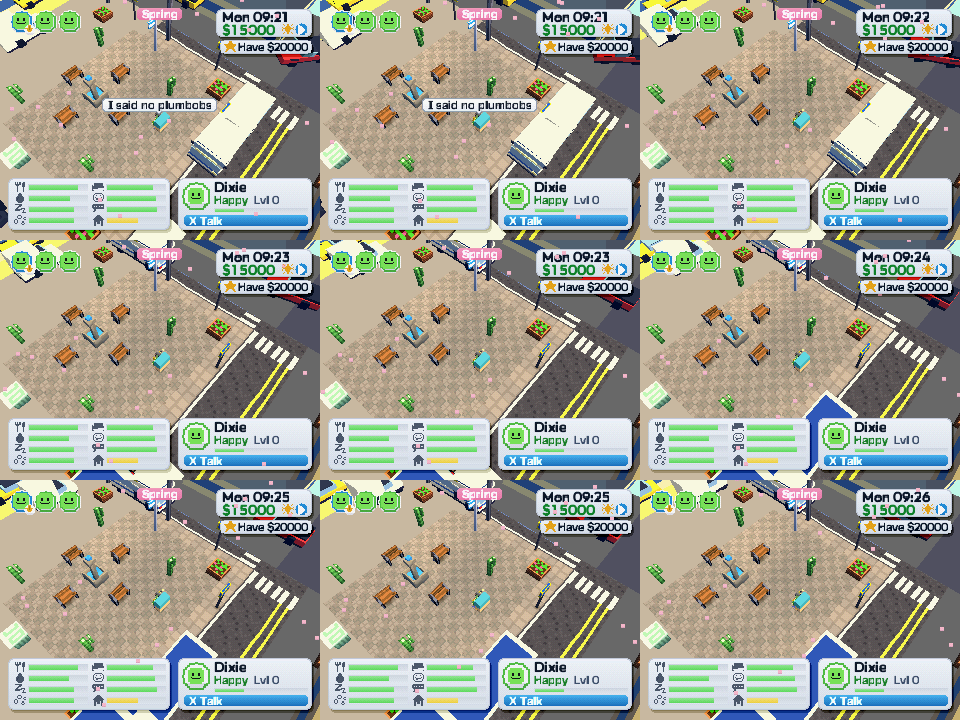 Spring
Mon 09:21
$15000
Have $20000
I said no plumbobs
Dixie
Happy Lvl 0
X Talk
Spring
Mon 09:21
$15000
Have $20000
I said no plumbobs
Dixie
Happy Lvl 0
X Talk
Spring
Mon 09:22
$15000
Have $20000
Dixie
Happy Lvl 0
X Talk
Spring
Mon 09:23
$15000
Have $20000
Dixie
Happy Lvl 0
X Talk
Spring
Mon 09:23
$15000
Have $20000
Dixie
Happy Lvl 0
X Talk
Spring
Mon 09:24
$15000
Have $20000
Dixie
Happy Lvl 0
X Talk
Spring
Mon 09:25
$15000
Have $20000
Dixie
Happy Lvl 0
X Talk
Spring
Mon 09:25
$15000
Have $20000
Dixie
Happy Lvl 0
X Talk
Spring
Mon 09:26
$15000
Have $20000
Dixie
Happy Lvl 0
X Talk